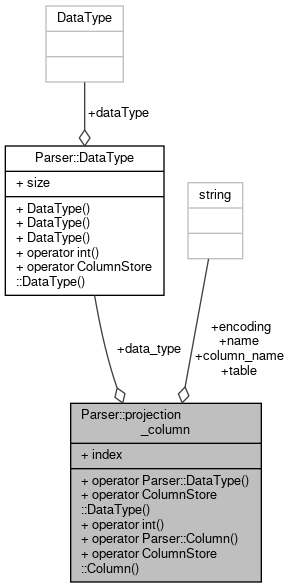 DataType
+dataType
Parser::DataType
+ size
+ DataType()
+ DataType()
+ DataType()
+ operator int()
+ operator ColumnStore
::DataType()
string
+data_type
+encoding
+name
+column_name
+table
Parser::projection
_column
+ index
+ operator Parser::DataType()
+ operator ColumnStore
::DataType()
+ operator int()
+ operator Parser::Column()
+ operator ColumnStore
::Column()